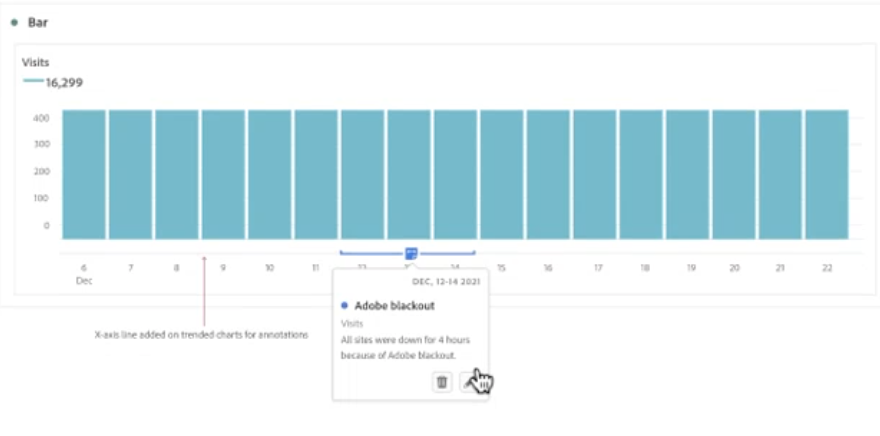 Bar
Visits
16,299
400
300
200
100
0
6 7 8 9 10 11 12 13 14 15 16 17 18 19 20 21 22
Dec
DEC, 12-14 2021
Adobe blackout
Visits
All sites were down for 4 hours
because of Adobe blackout.
X-axis line added on trended charts for annotations